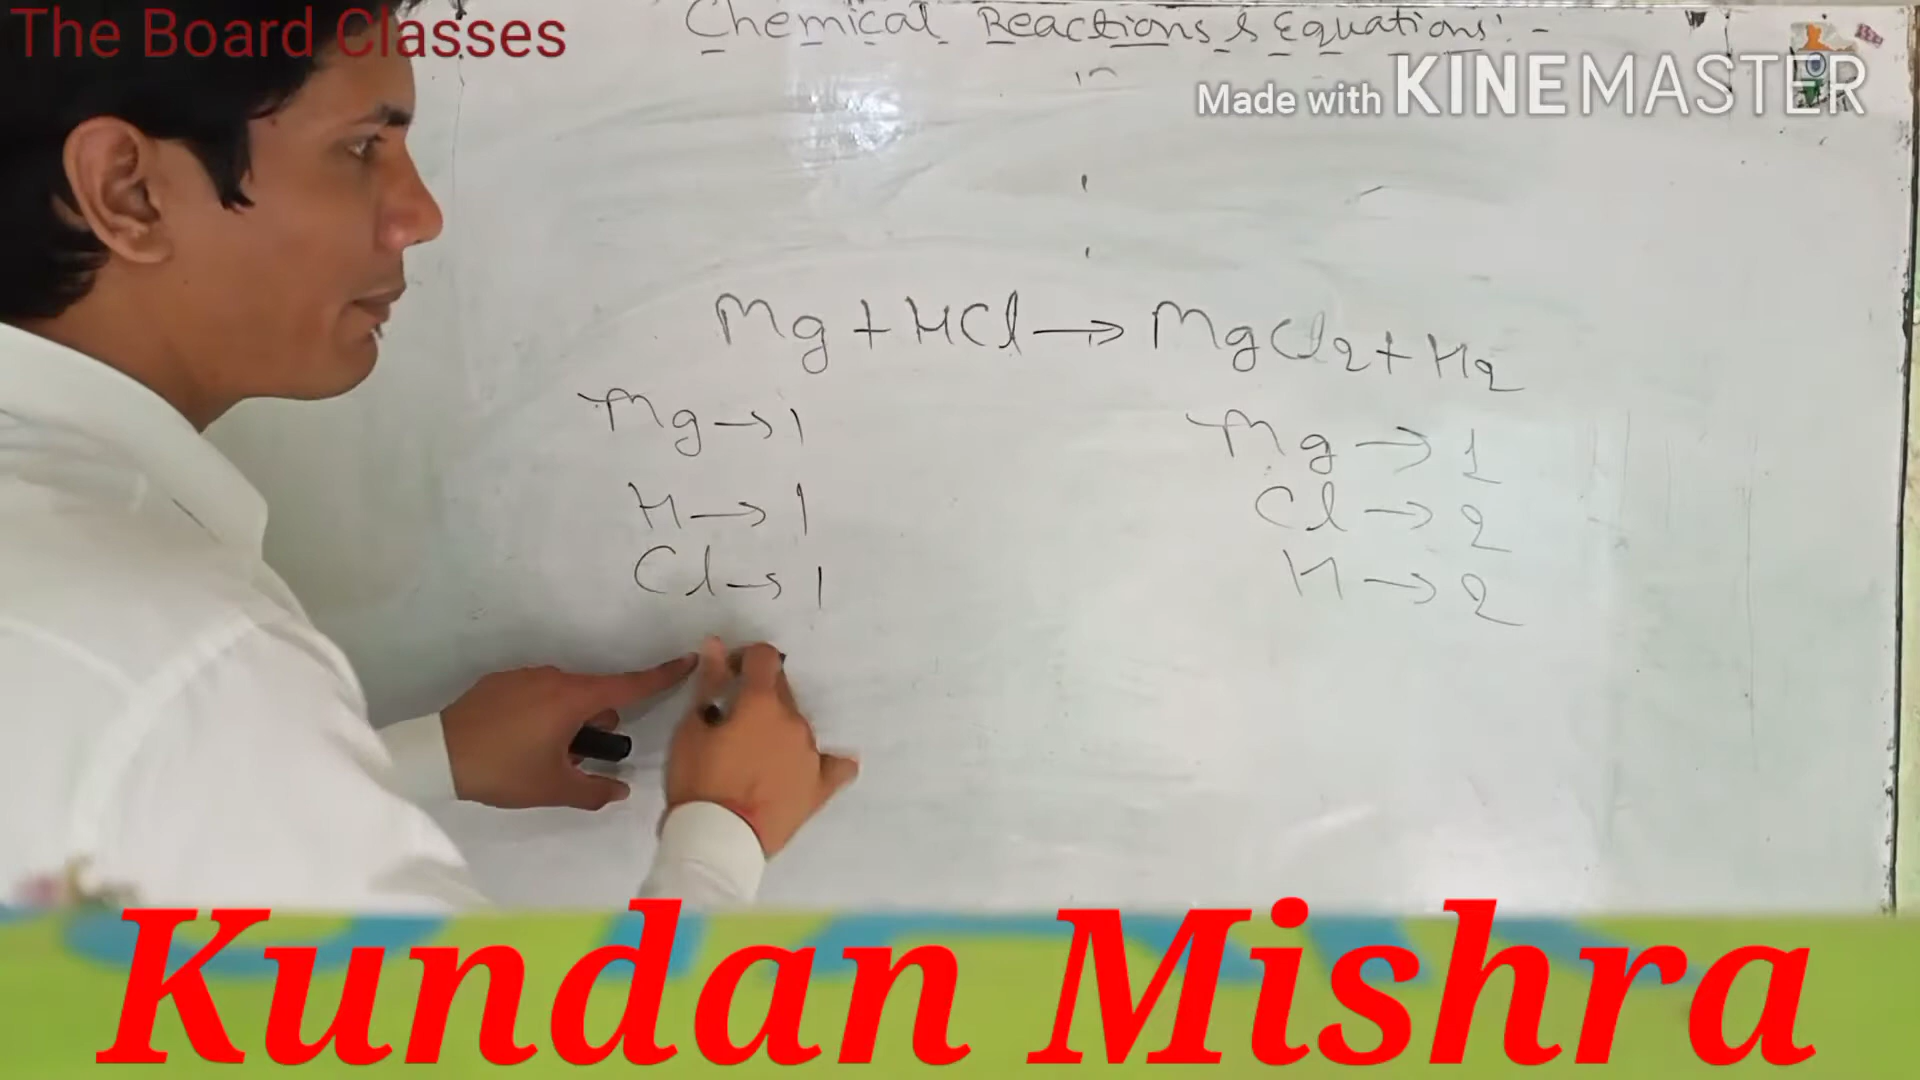 The Board Classes
Chemical Reactions & Equations:-
Made with KINEMASTER
Mg + HCl → MgCl2 + H2
Mg → 1
H → 1
Cl → 1
Mg → 1
Cl → 2
H → 2
Kundan Mishra